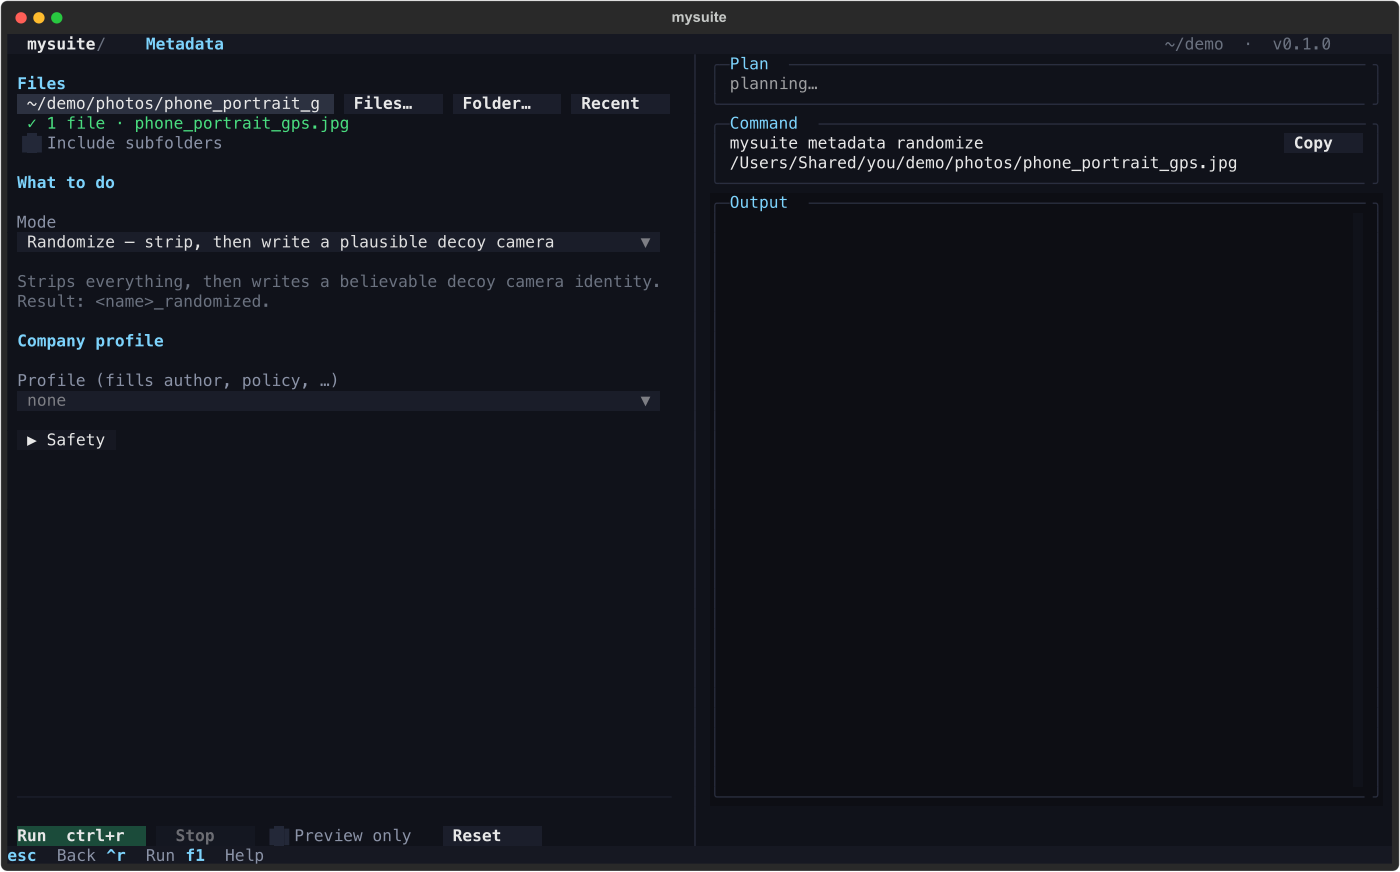 mysuite
mysuite/ Metadata ~/demo · v0.1.0
Files
~/demo/photos/phone_portrait_g Files… Folder… Recent
✓ 1 file · phone_portrait_gps.jpg
Include subfolders
What to do
Mode
Randomize — strip, then write a plausible decoy camera ▼
Strips everything, then writes a believable decoy camera identity.
Result: <name>_randomized.
Company profile
Profile (fills author, policy, …)
none ▼
▶ Safety
Plan
planning…
Command
mysuite metadata randomize Copy
/Users/Shared/you/demo/photos/phone_portrait_gps.jpg
Output
Run ctrl+r Stop Preview only Reset
esc Back ^r Run f1 Help